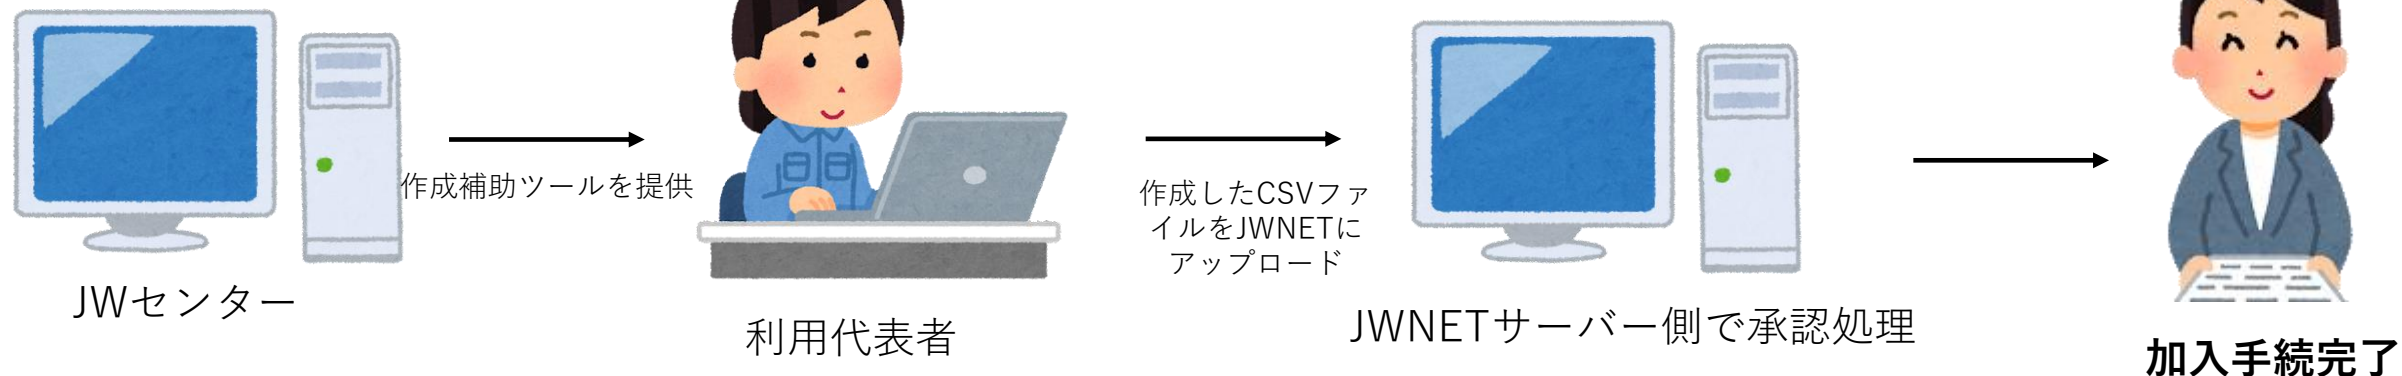 作成補助ツールを提供
JWセンター
利用代表者
作成したCSVファ
イルをJWNETに
アップロード
JWNETサーバー側で承認処理
加入手続完了